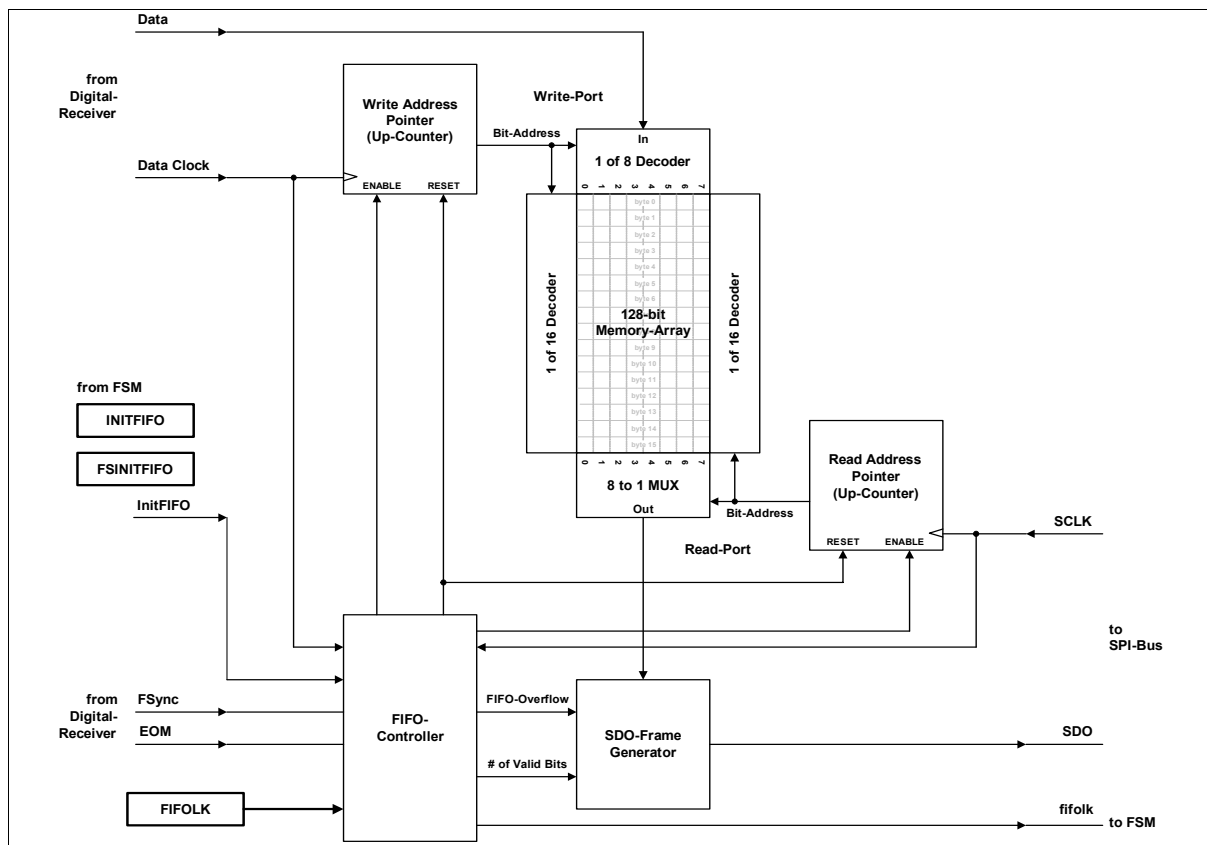 Data
from
Digital-
Receiver
Write Address
Pointer
(Up-Counter)
ENABLE RESET
Write-Port
Bit-Address
Data Clock
In
1 of 8 Decoder
0 1 2 3 4 5 6 7
1 of 16 Decoder
byte 0
byte 1
byte 2
byte 3
byte 4
byte 5
byte 6
128-bit
Memory-Array
byte 9
byte 10
byte 11
byte 12
byte 13
byte 14
byte 15
1 of 16 Decoder
0 1 2 3 4 5 6 7
8 to 1 MUX
Out
Bit-Address
Read-Port
Read Address
Pointer
(Up-Counter)
RESET ENABLE
SCLK
to
SPI-Bus
from FSM
INITFIFO
FSINITFIFO
InitFIFO
from
Digital-
Receiver
FSync
EOM
FIFOLK
FIFO-
Controller
FIFO-Overflow
# of Valid Bits
SDO-Frame
Generator
SDO
fifolk
to FSM